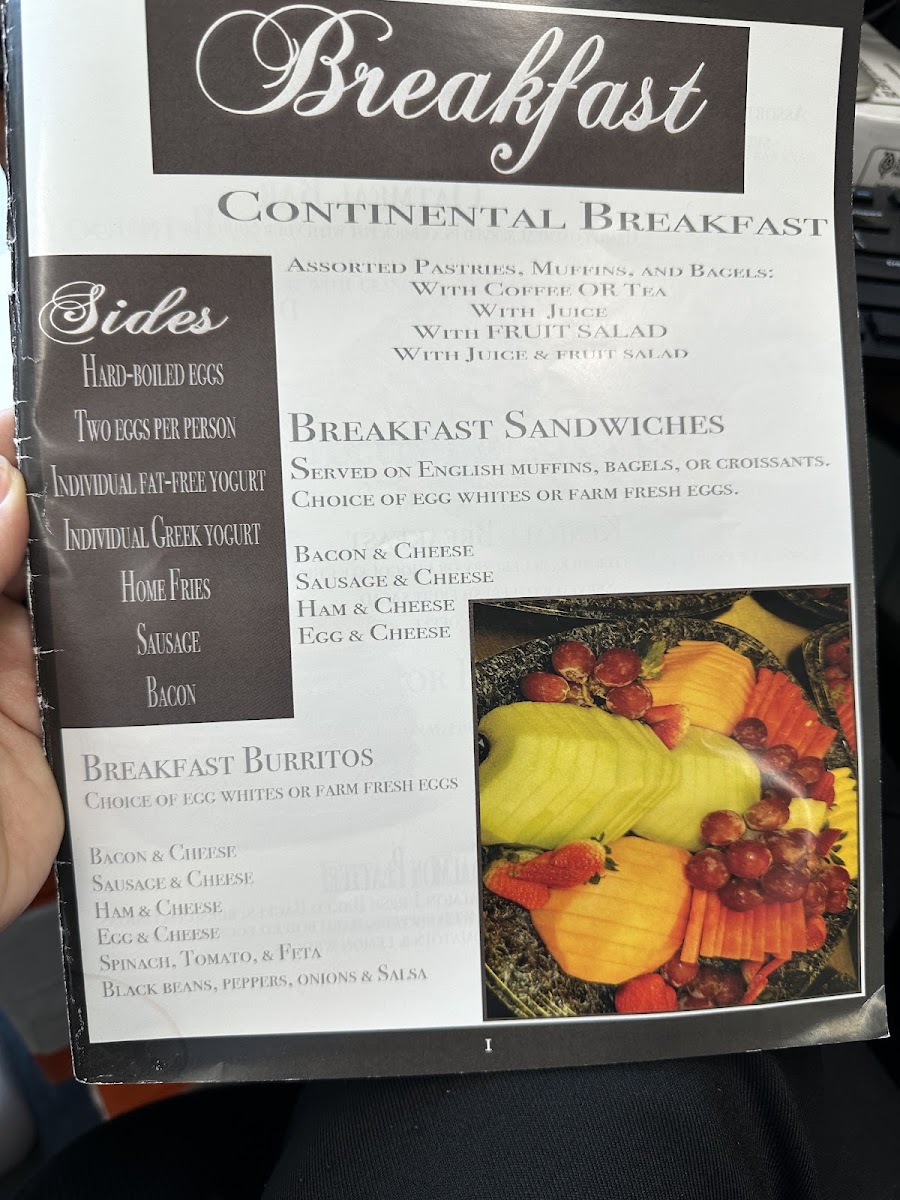 Breakfast
Continental Breakfast
Assorted Pastries, Muffins, and Bagels:
With Coffee OR Tea
With Juice
With FRUIT SALAD
With Juice & fruit salad
Sides
Hard-boiled eggs
Two eggs per person
Individual fat-free yogurt
Individual Greek yogurt
Home Fries
Sausage
Bacon
Breakfast Sandwiches
Served on English muffins, bagels, or croissants.
Choice of egg whites or farm fresh eggs.
Bacon & Cheese
Sausage & Cheese
Ham & Cheese
Egg & Cheese
Breakfast Burritos
Choice of egg whites or farm fresh eggs
Bacon & Cheese
Sausage & Cheese
Ham & Cheese
Egg & Cheese
Spinach, Tomato, & Feta
Black beans, peppers, onions & Salsa
1